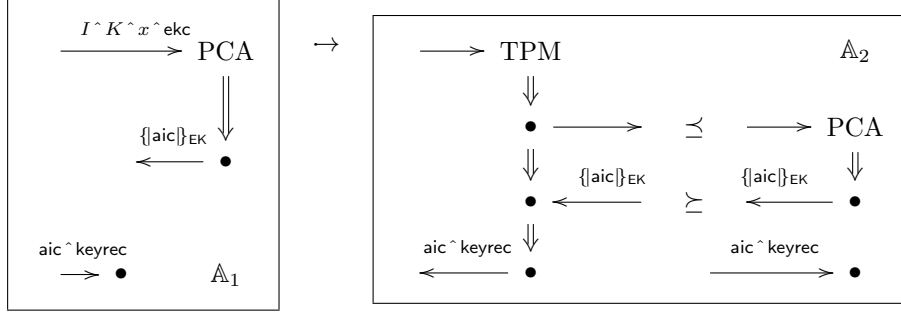 I ˆ K ˆ x ˆ ekc
PCA
{|aic|}EK
aic ˆ keyrec
𝔸1
TPM
𝔸2
PCA
{|aic|}EK
{|aic|}EK
aic ˆ keyrec
aic ˆ keyrec